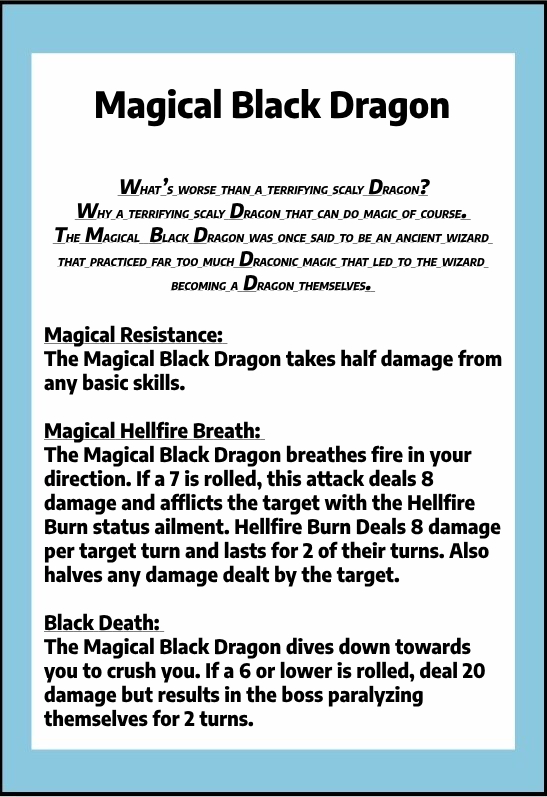 Magical Black Dragon
What's worse than a terrifying scaly Dragon?
Why a terrifying scaly Dragon that can do magic of course.
The Magical Black Dragon was once said to be an ancient wizard
that practiced far too much Draconic magic that led to the wizard
becoming a Dragon themselves.
Magical Resistance:
The Magical Black Dragon takes half damage from
any basic skills.
Magical Hellfire Breath:
The Magical Black Dragon breathes fire in your
direction. If a 7 is rolled, this attack deals 8
damage and afflicts the target with the Hellfire
Burn status ailment. Hellfire Burn Deals 8 damage
per target turn and lasts for 2 of their turns. Also
halves any damage dealt by the target.
Black Death:
The Magical Black Dragon dives down towards
you to crush you. If a 6 or lower is rolled, deal 20
damage but results in the boss paralyzing
themselves for 2 turns.